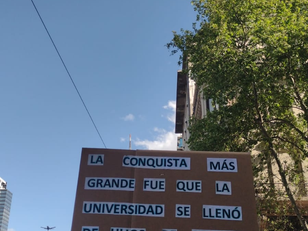 LA CONQUISTA MÁS
GRANDE FUE QUE LA
UNIVERSIDAD SE LLENÓ